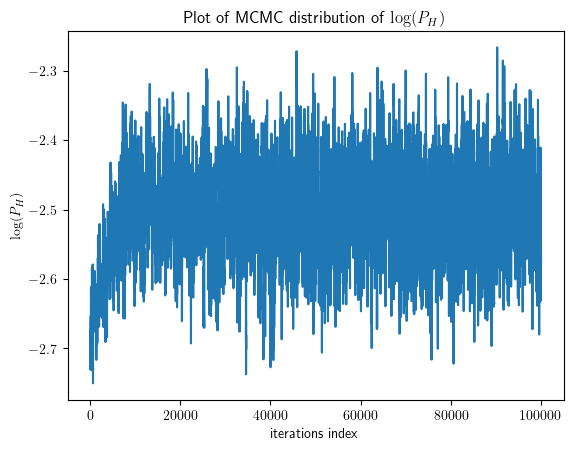 Plot of MCMC distribution of log(P_H)
−2.3
−2.4
−2.5
−2.6
−2.7
log(P_H)
0 20000 40000 60000 80000 100000
iterations index